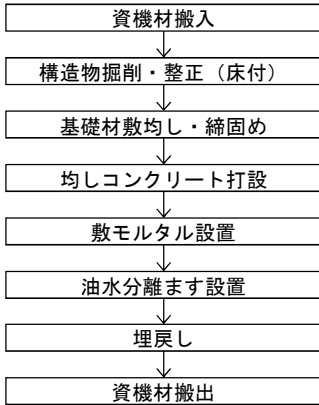 資機材搬入
構造物掘削・整正（床付）
基礎材敷均し・締固め
均しコンクリート打設
敷モルタル設置
油水分離ます設置
埋戻し
資機材搬出